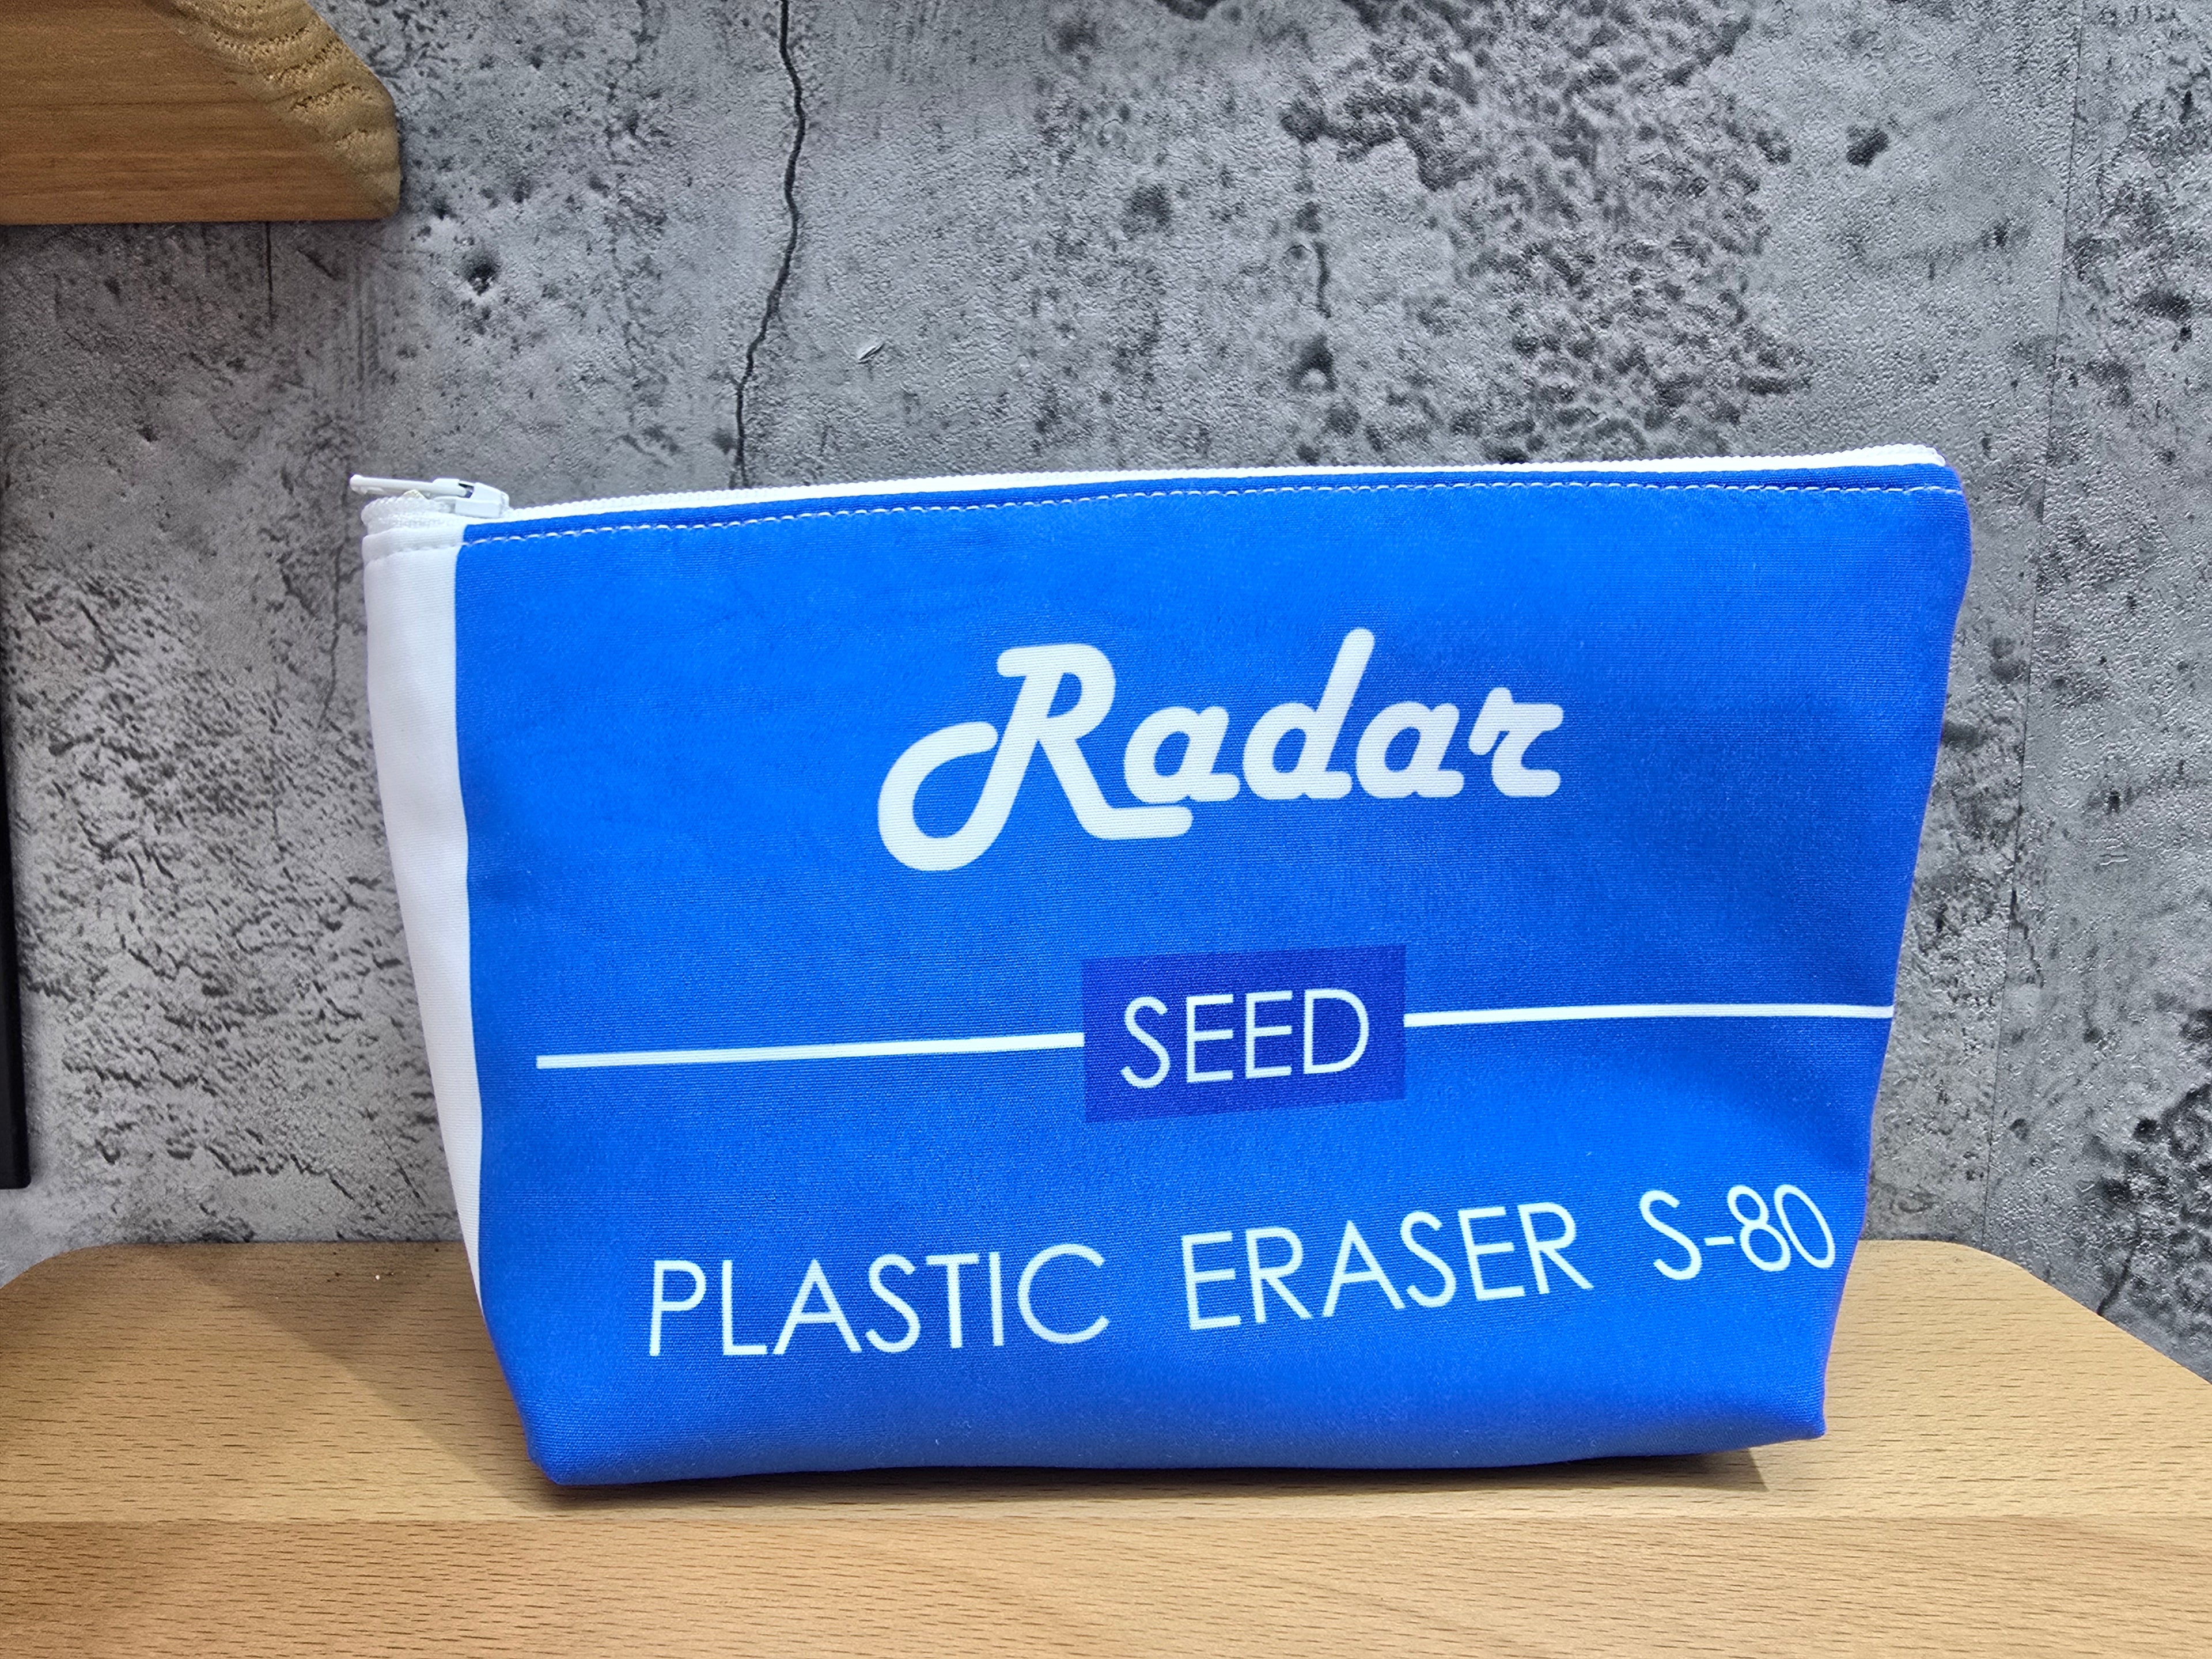 Radar
SEED
PLASTIC ERASER S-80